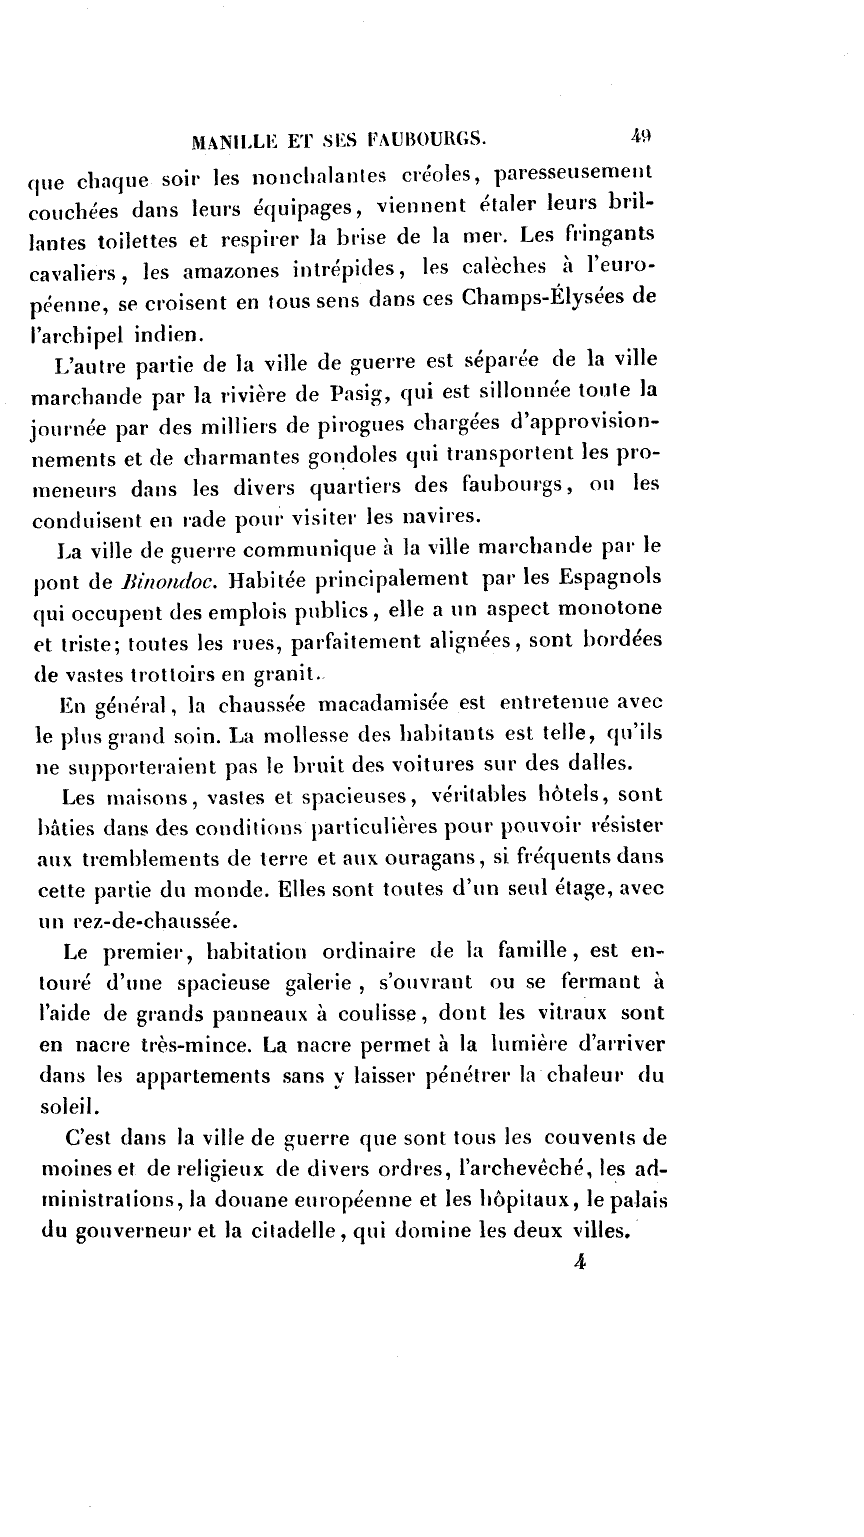 MANILLE ET SES FAUBOURGS. 49
que chaque soir les nonchalantes créoles, paresseusement
couchées dans leurs équipages, viennent étaler leurs bril-
lantes toilettes et respirer la brise de la mer. Les fringants
cavaliers, les amazones intrépides, les calèches à l'euro-
péenne, se croisent en tous sens dans ces Champs-Élysées de
l'archipel indien.
L'autre partie de la ville de guerre est séparée de la ville
marchande par la rivière de Pasig, qui est sillonnée toute la
journée par des milliers de pirogues chargées d'approvision-
nements et de charmantes gondoles qui transportent les pro-
meneurs dans les divers quartiers des faubourgs, ou les
conduisent en rade pour visiter les navires.
La ville de guerre communique à la ville marchande par le
pont de Binondoc. Habitée principalement par les Espagnols
qui occupent des emplois publics, elle a un aspect monotone
et triste; toutes les rues, parfaitement alignées, sont bordées
de vastes trottoirs en granit.
En général, la chaussée macadamisée est entretenue avec
le plus grand soin. La mollesse des habitants est telle, qu'ils
ne supporteraient pas le bruit des voitures sur des dalles.
Les maisons, vastes et spacieuses, véritables hôtels, sont
bâties dans des conditions particulières pour pouvoir résister
aux tremblements de terre et aux ouragans, si fréquents dans
cette partie du monde. Elles sont toutes d'un seul étage, avec
un rez-de-chaussée.
Le premier, habitation ordinaire de la famille, est en-
touré d'une spacieuse galerie, s'ouvrant ou se fermant à
l'aide de grands panneaux à coulisse, dont les vitraux sont
en nacre très-mince. La nacre permet à la lumière d'arriver
dans les appartements sans y laisser pénétrer la chaleur du
soleil.
C'est dans la ville de guerre que sont tous les couvents de
moines et de religieux de divers ordres, l'archevêché, les ad-
ministrations, la douane européenne et les hôpitaux, le palais
du gouverneur et la citadelle, qui domine les deux villes.
4